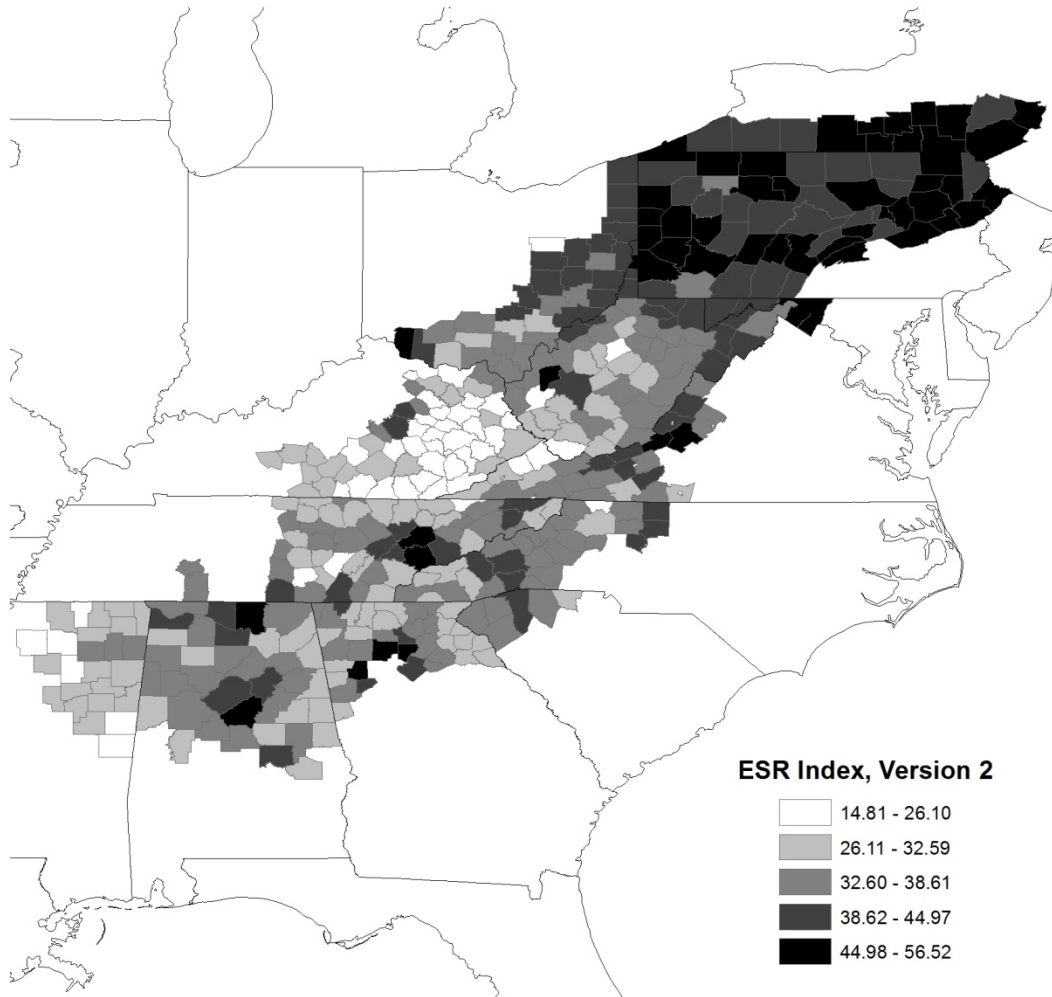 ESR Index, Version 2
14.81 - 26.10
26.11 - 32.59
32.60 - 38.61
38.62 - 44.97
44.98 - 56.52